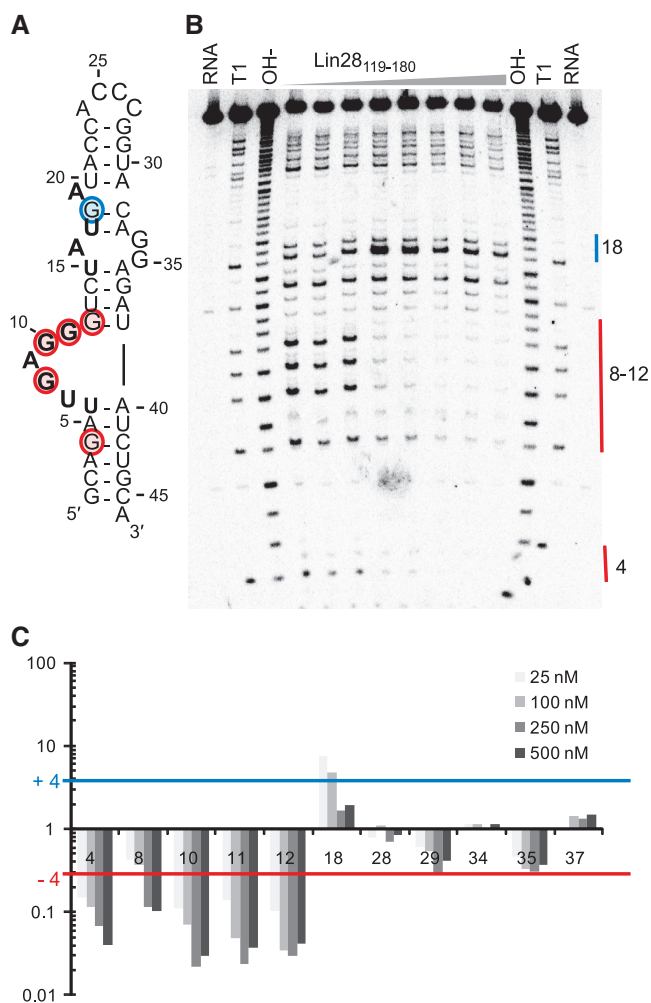 A
25
C C
A C
C G
C G
A U – 30
20 U A
A
G C
U A
G
A G
15 – U A – 35
C G
U A
10 G G G U
A
G
U U A – 40
5 – A U
G C
A U
C G
G C – 45
5′ A
3′
B
RNA T1 OH- Lin28119-180 OH- T1 RNA
18
8-12
4
C
100
10
+ 4
1
- 4
0.1
0.01
4 8 10 11 12 18 28 29 34 35 37
25 nM
100 nM
250 nM
500 nM